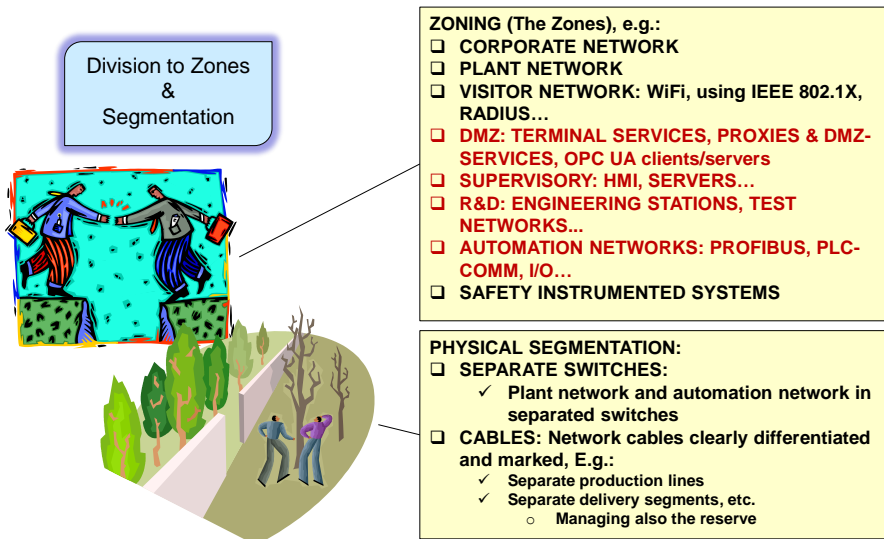 Division to Zones
&
Segmentation
ZONING (The Zones), e.g.:
❑ CORPORATE NETWORK
❑ PLANT NETWORK
❑ VISITOR NETWORK: WiFi, using IEEE 802.1X,
RADIUS…
❑ DMZ: TERMINAL SERVICES, PROXIES & DMZ-
SERVICES, OPC UA clients/servers
❑ SUPERVISORY: HMI, SERVERS…
❑ R&D: ENGINEERING STATIONS, TEST
NETWORKS...
❑ AUTOMATION NETWORKS: PROFIBUS, PLC-
COMM, I/O…
❑ SAFETY INSTRUMENTED SYSTEMS
PHYSICAL SEGMENTATION:
❑ SEPARATE SWITCHES:
✓ Plant network and automation network in
separated switches
❑ CABLES: Network cables clearly differentiated
and marked, E.g.:
✓ Separate production lines
✓ Separate delivery segments, etc.
o Managing also the reserve